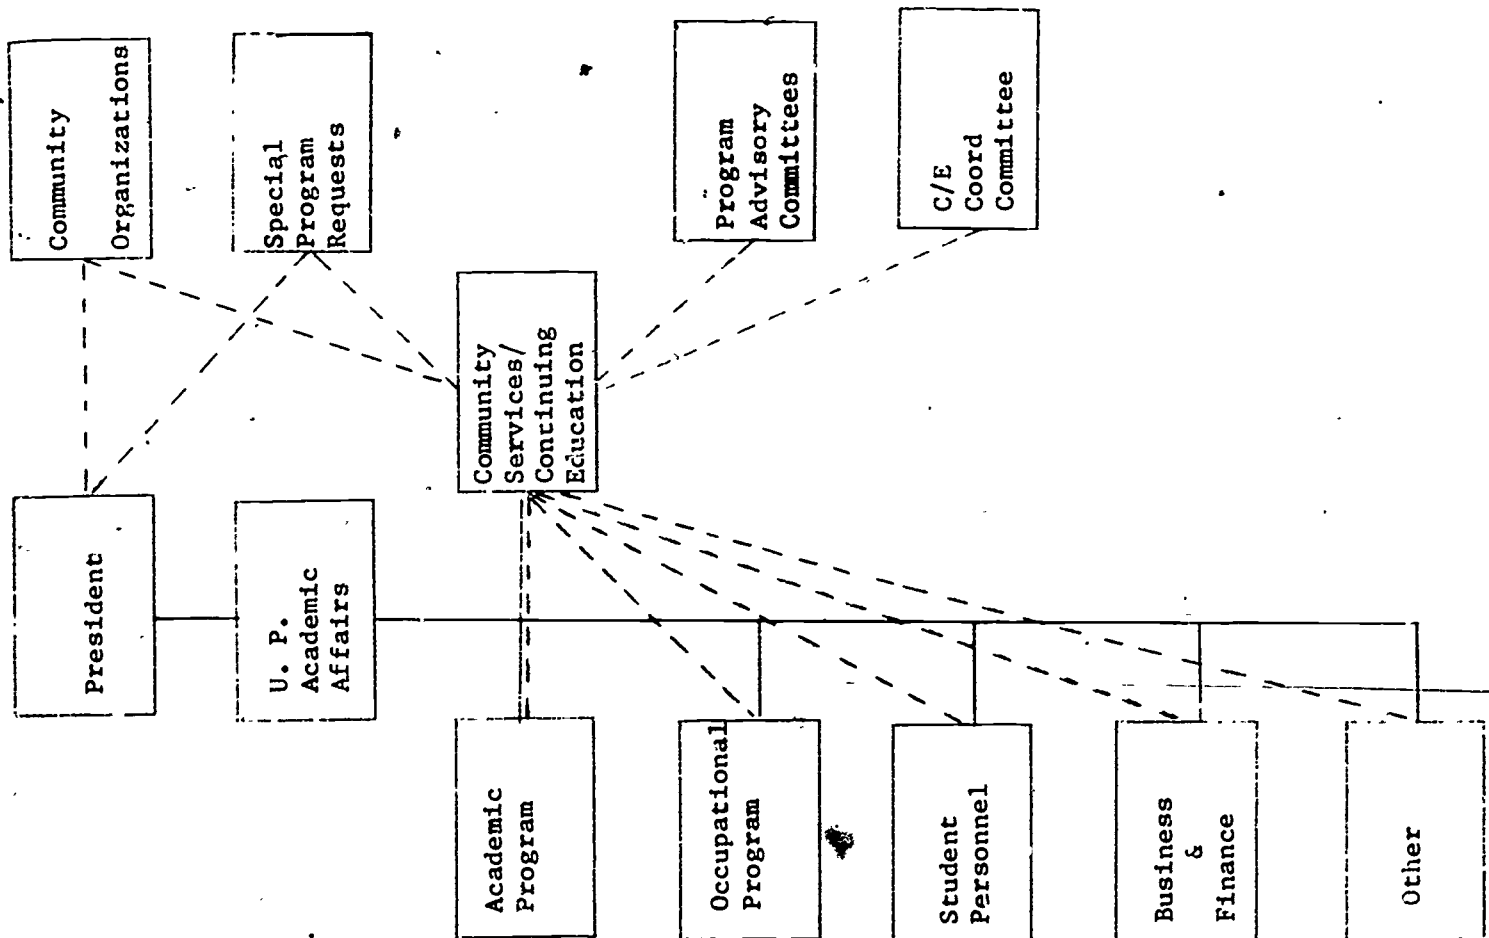 Community
Organizations
Special
Program
Requests
Program
Advisory
Committees
C/E
Coord
Committee
Community
Services/
Continuing
Education
President
U. P.
Academic
Affairs
Academic
Program
Occupational
Program
Student
Personnel
Business
&
Finance
Other